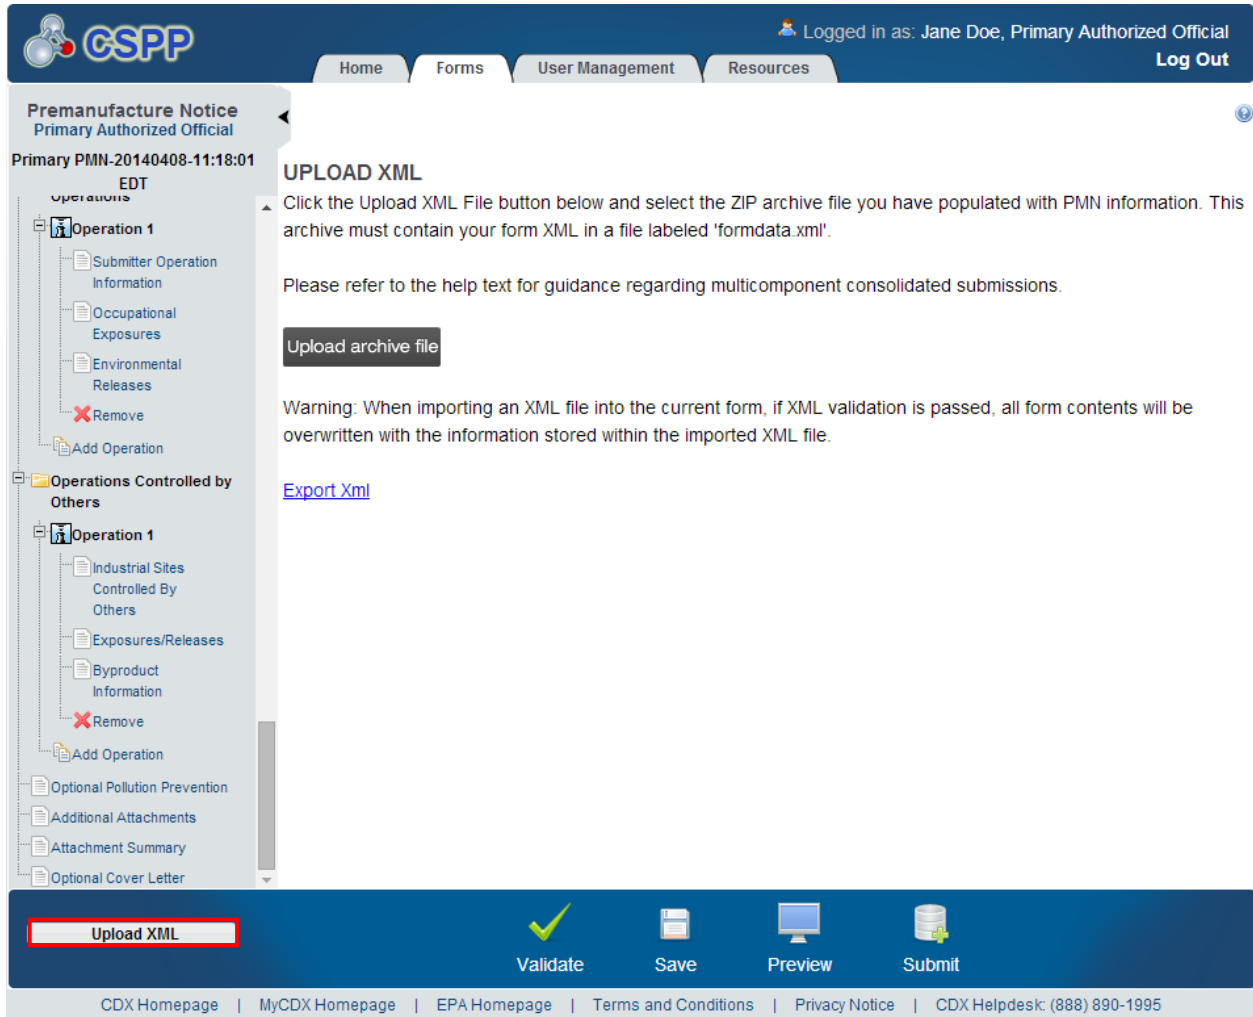 CSPP
Logged in as: Jane Doe, Primary Authorized Official
Log Out
Home
Forms
User Management
Resources
Premanufacture Notice
Primary Authorized Official
Primary PMN-20140408-11:18:01
EDT
Operations
Operation 1
Submitter Operation
Information
Occupational
Exposures
Environmental
Releases
Remove
Add Operation
Operations Controlled by
Others
Operation 1
Industrial Sites
Controlled By
Others
Exposures/Releases
Byproduct
Information
Remove
Add Operation
Optional Pollution Prevention
Additional Attachments
Attachment Summary
Optional Cover Letter
UPLOAD XML
Click the Upload XML File button below and select the ZIP archive file you have populated with PMN information. This
archive must contain your form XML in a file labeled 'formdata.xml'.
Please refer to the help text for guidance regarding multicomponent consolidated submissions.
Upload archive file
Warning: When importing an XML file into the current form, if XML validation is passed, all form contents will be
overwritten with the information stored within the imported XML file.
Export Xml
Upload XML
Validate
Save
Preview
Submit
CDX Homepage | MyCDX Homepage | EPA Homepage | Terms and Conditions | Privacy Notice | CDX Helpdesk: (888) 890-1995